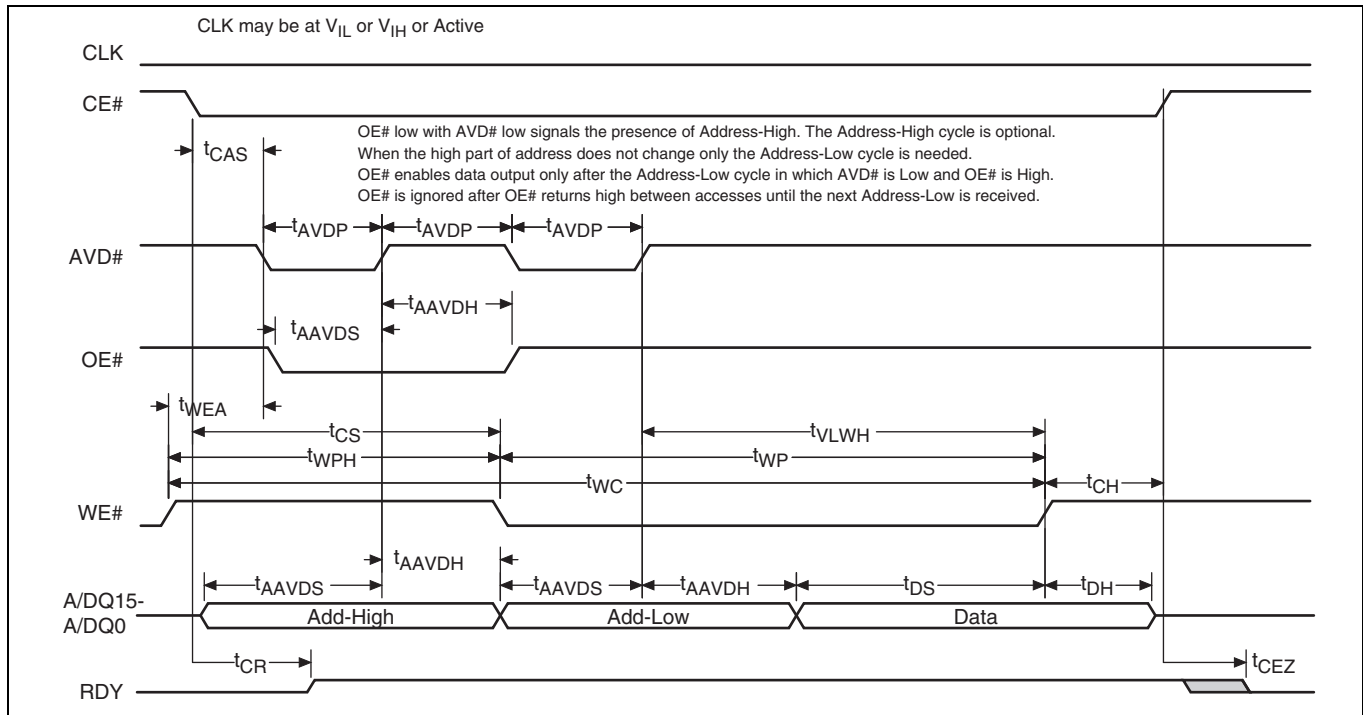 CLK may be at VIL or VIH or Active
CLK
CE#
OE# low with AVD# low signals the presence of Address-High. The Address-High cycle is optional.
When the high part of address does not change only the Address-Low cycle is needed.
OE# enables data output only after the Address-Low cycle in which AVD# is Low and OE# is High.
OE# is ignored after OE# returns high between accesses until the next Address-Low is received.
tCAS
tAVDP tAVDP tAVDP
AVD#
tAAVDH
tAAVDS
OE#
tWEA
tCS tVLWH
tWPH tWP
tWC tCH
WE#
tAAVDH
tAAVDS tAAVDS tAAVDH tDS tDH
A/DQ15-
A/DQ0
Add-High Add-Low Data
tCR tCEZ
RDY